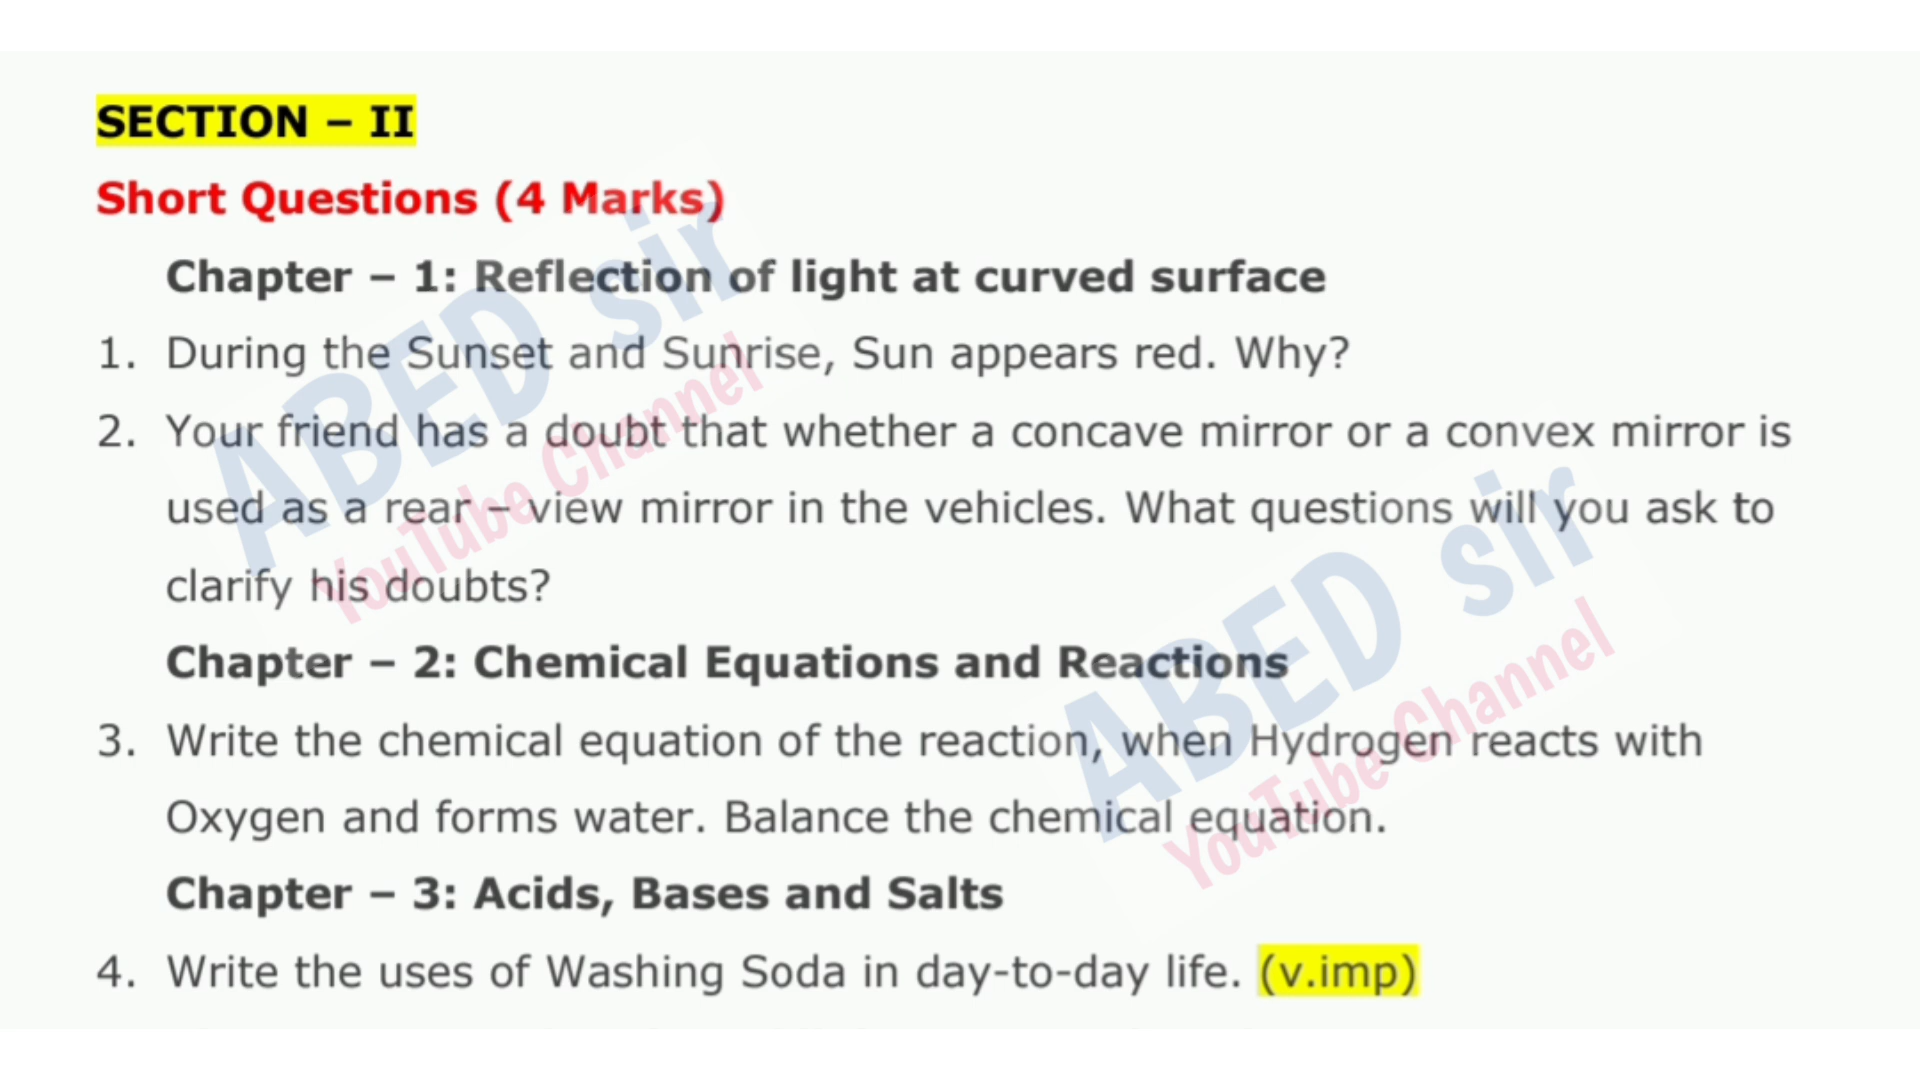 SECTION – II
Short Questions (4 Marks)
Chapter – 1: Reflection of light at curved surface
1. During the Sunset and Sunrise, Sun appears red. Why?
2. Your friend has a doubt that whether a concave mirror or a convex mirror is
used as a rear – view mirror in the vehicles. What questions will you ask to
clarify his doubts?
Chapter – 2: Chemical Equations and Reactions
3. Write the chemical equation of the reaction, when Hydrogen reacts with
Oxygen and forms water. Balance the chemical equation.
Chapter – 3: Acids, Bases and Salts
4. Write the uses of Washing Soda in day-to-day life. (v.imp)
ABED sir
YouTube Channel
ABED sir
YouTube Channel